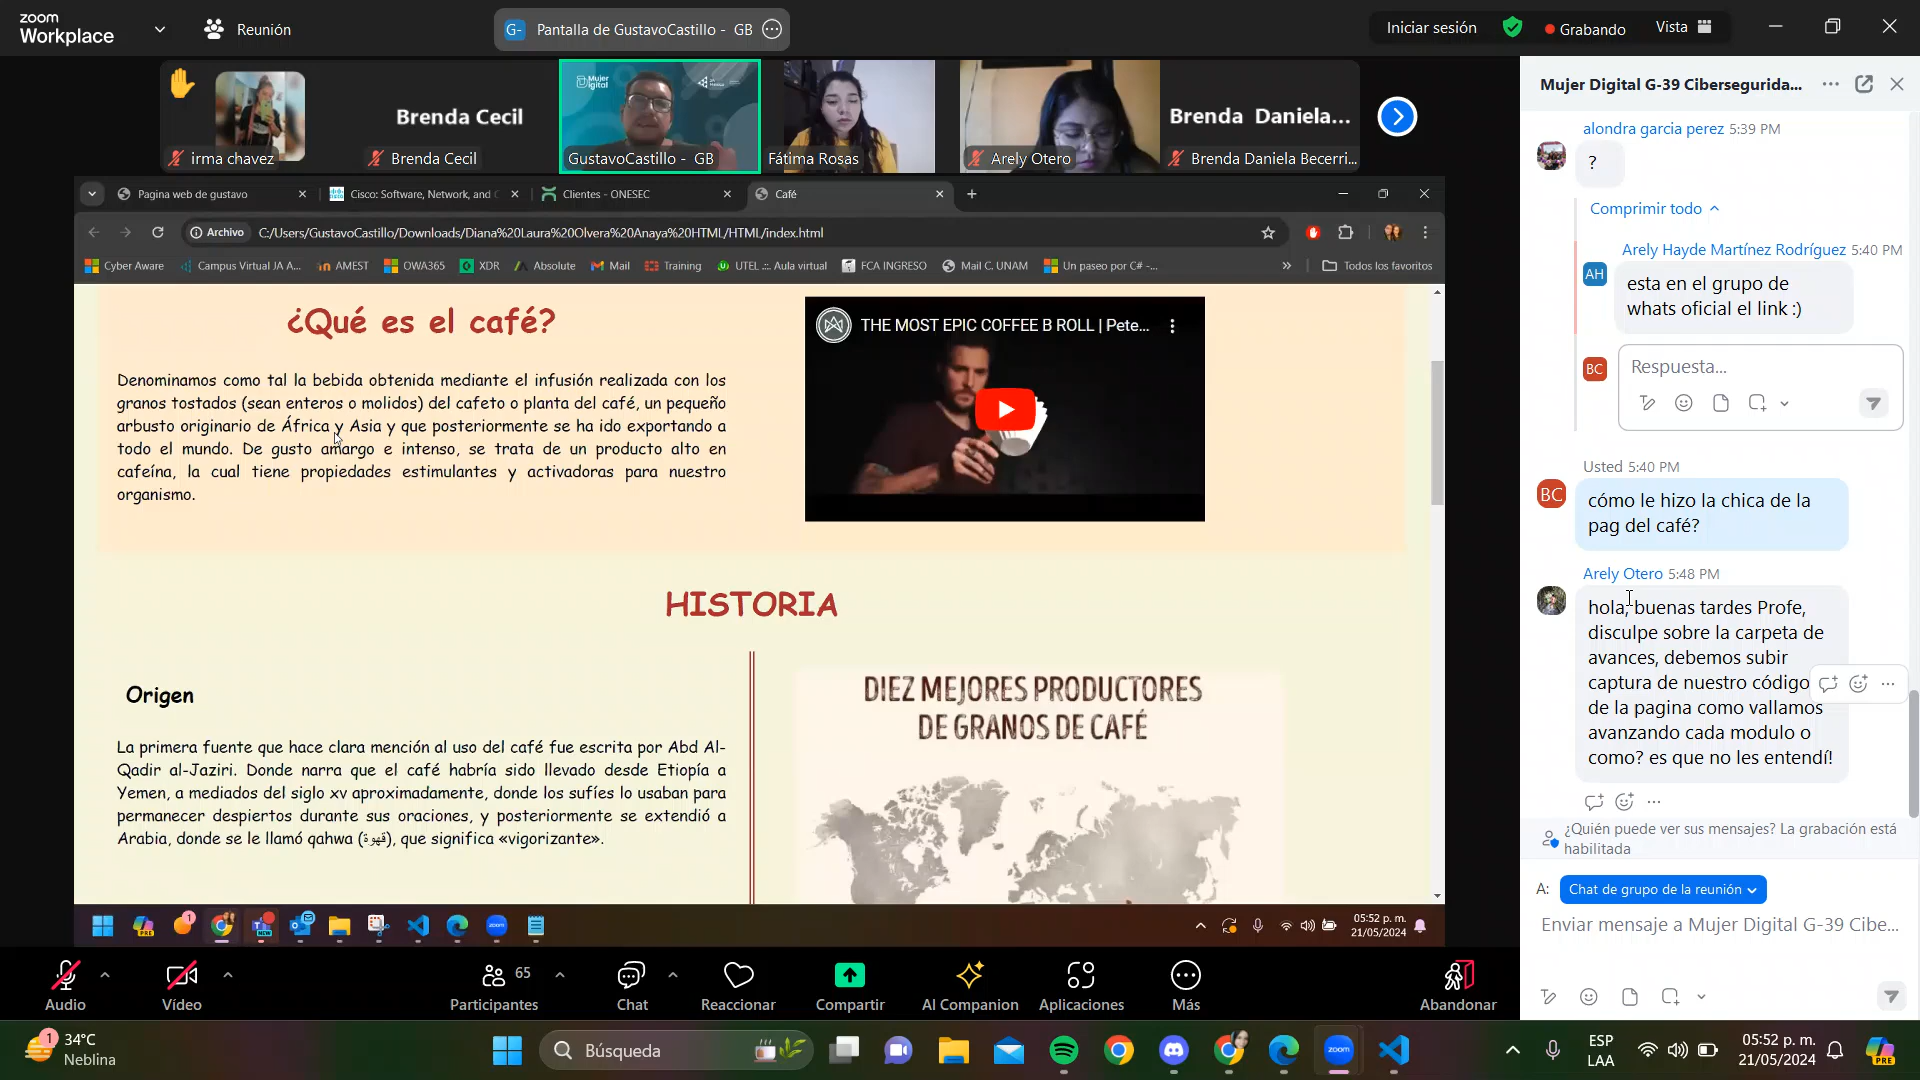 zoom
Workplace
Reunión
G-
Pantalla de GustavoCastillo - GB
Iniciar sesión
Grabando
Vista
irma chavez
Brenda Cecil
Brenda Cecil
Mujer
Digital
GustavoCastillo - GB
Fátima Rosas
Arely Otero
Brenda Daniela...
Brenda Daniela Becerri...
Pagina web de gustavo
Cisco: Software, Network, and
Clientes - ONESEC
Café
Archivo
C:/Users/GustavoCastillo/Downloads/Diana%20Laura%20Olvera%20Anaya%20HTML/HTML/index.html
Cyber Aware
Campus Virtual JA A...
in AMEST
OWA365
XDR
Absolute
Mail
Training
UTEL .:. Aula virtual
FCA INGRESO
Mail C. UNAM
Un paseo por C# -...
»
Todos los favoritos
¿Qué es el café?
Denominamos como tal la bebida obtenida mediante el infusión realizada con los
granos tostados (sean enteros o molidos) del cafeto o planta del café, un pequeño
arbusto originario de África y Asia y que posteriormente se ha ido exportando a
todo el mundo. De gusto amargo e intenso, se trata de un producto alto en
cafeína, la cual tiene propiedades estimulantes y activadoras para nuestro
organismo.
THE MOST EPIC COFFEE B ROLL | Pete...
HISTORIA
Origen
La primera fuente que hace clara mención al uso del café fue escrita por Abd Al-
Qadir al-Jaziri. Donde narra que el café habría sido llevado desde Etiopía a
Yemen, a mediados del siglo xv aproximadamente, donde los sufíes lo usaban para
permanecer despiertos durante sus oraciones, y posteriormente se extendió a
Arabia, donde se le llamó qahwa (قهوة), que significa «vigorizante».
DIEZ MEJORES PRODUCTORES
DE GRANOS DE CAFÉ
1
PRE
NEW
zoom
05:52 p. m.
21/05/2024
Audio
Vídeo
65
Participantes
Chat
Reaccionar
Compartir
AI Companion
Aplicaciones
Más
Abandonar
Mujer Digital G-39 Cibersegurida...
alondra garcia perez 5:39 PM
?
Comprimir todo
Arely Hayde Martínez Rodríguez 5:40 PM
AH
esta en el grupo de
whats oficial el link :)
BC
Respuesta...
Usted 5:40 PM
BC
cómo le hizo la chica de la
pag del café?
Arely Otero 5:48 PM
hola, buenas tardes Profe,
disculpe sobre la carpeta de
avances, debemos subir
captura de nuestro código
de la pagina como vallamos
avanzando cada modulo o
como? es que no les entendí!
¿Quién puede ver sus mensajes? La grabación está
habilitada
A:
Chat de grupo de la reunión
Enviar mensaje a Mujer Digital G-39 Cibe...
1
34°C
Neblina
Búsqueda
zoom
ESP
LAA
05:52 p. m.
21/05/2024
PRE